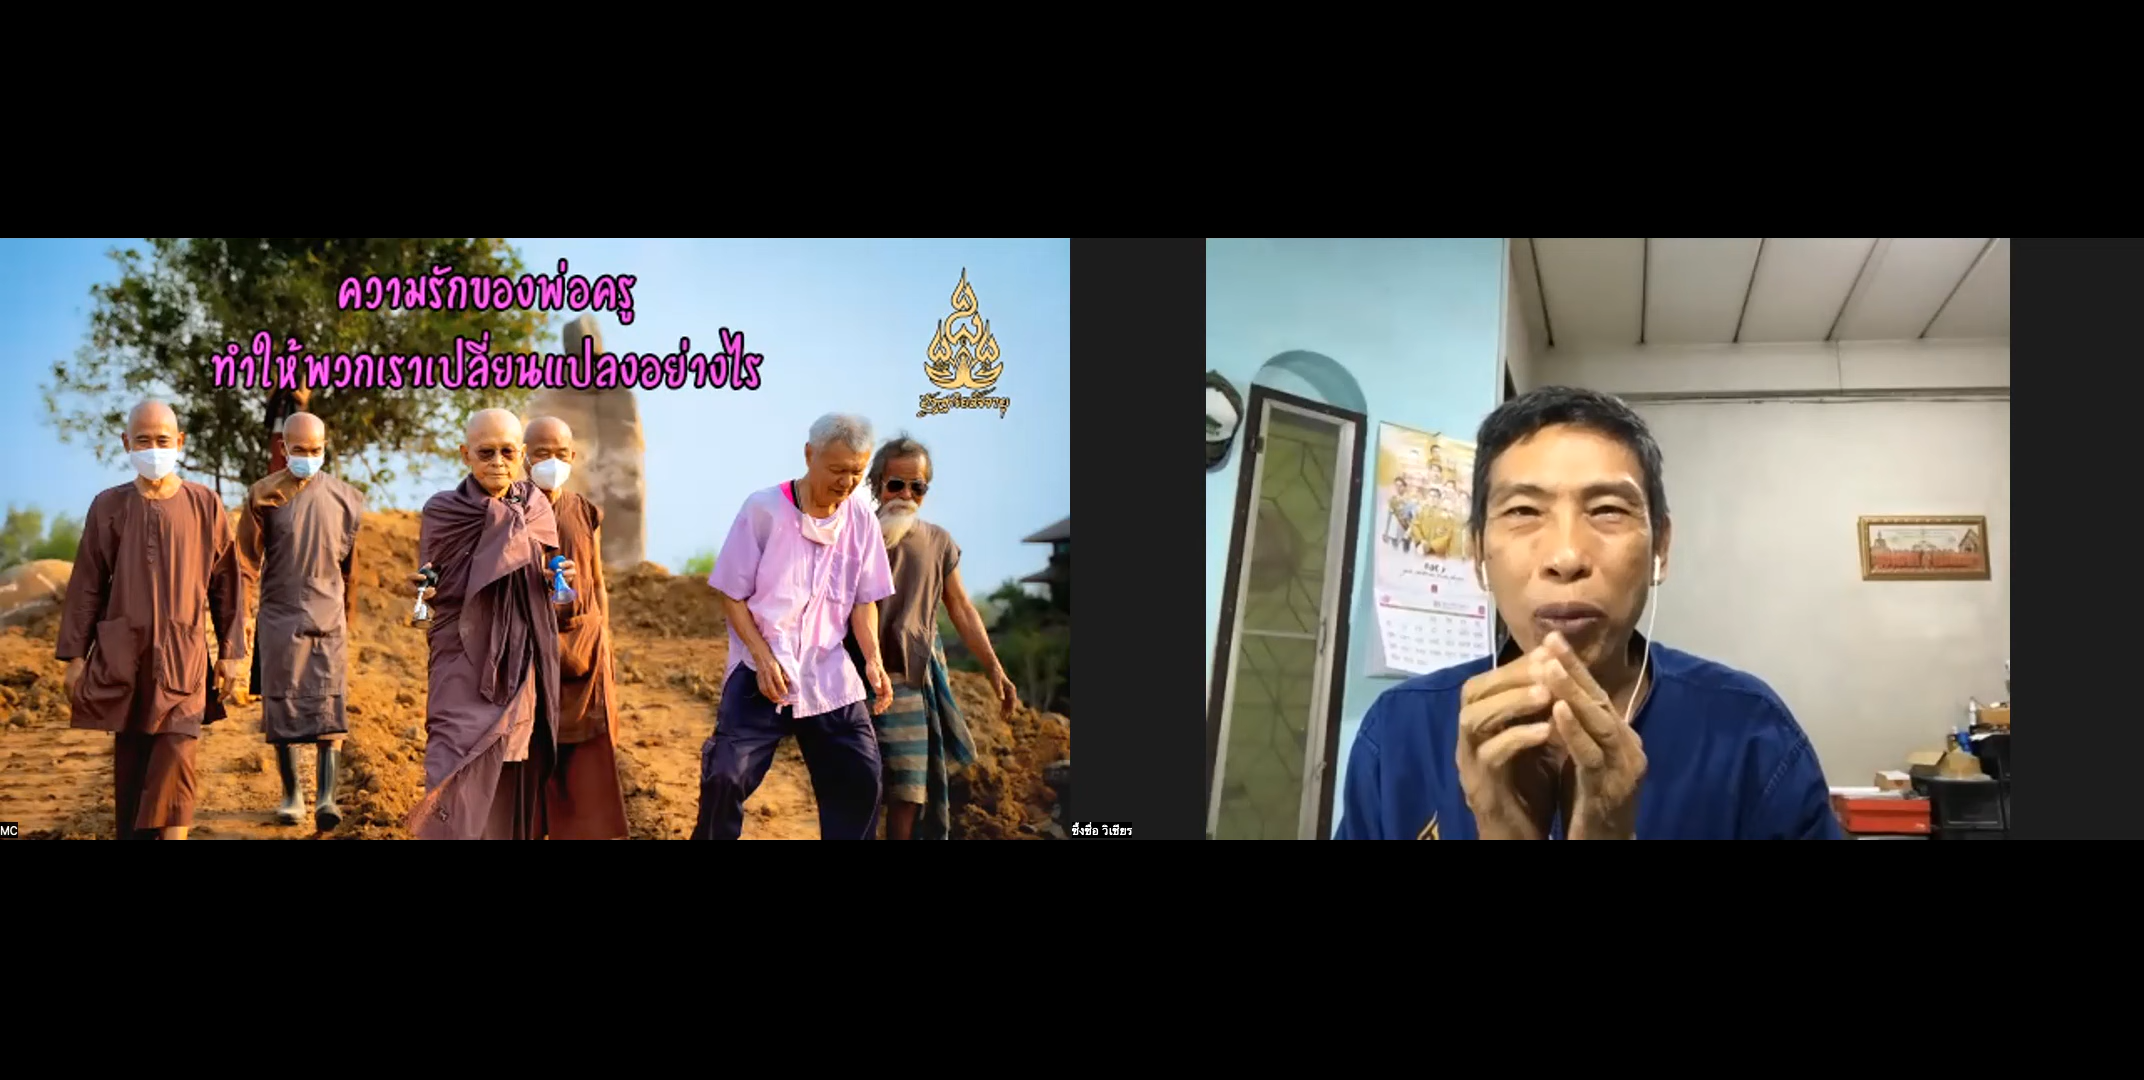 ความรักของพ่อครู
ทำให้พวกเราเปลี่ยนแปลงอย่างไร
MC
ซึ้งซื่อ วิเชียร